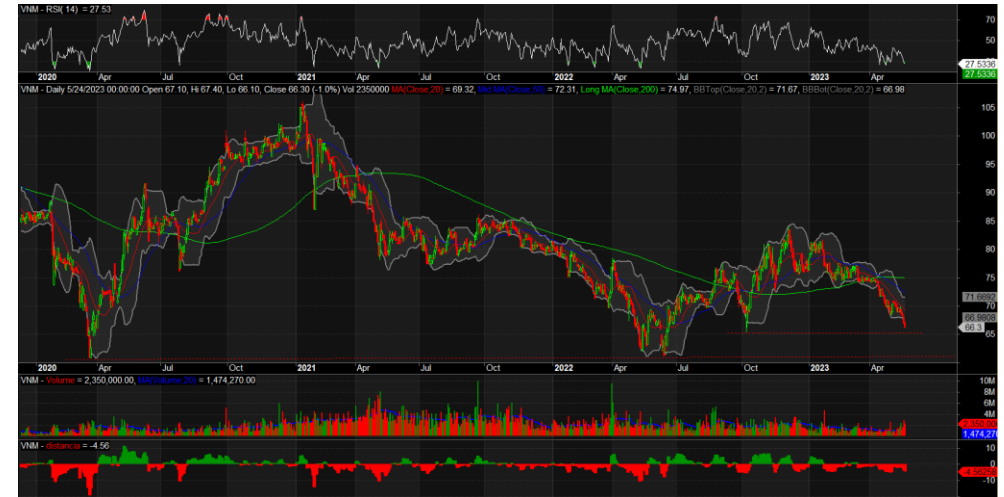 VNM - RSI( 14) = 27.53
70
50
27.5336
27.5336
2020 Apr Jul Oct 2021 Apr Jul Oct 2022 Apr Jul Oct 2023 Apr
VNM - Daily 5/24/2023 00:00:00 Open 67.10, Hi 67.40, Lo 66.10, Close 66.30 (-1.0%) Vol 2350000 MA(Close,20) = 69.32, Mid MA(Close,50) = 72.31, Long MA(Close,200) = 74.97, BBTop(Close,20,2) = 71.67, BBBot(Close,20,2) = 66.98
105
100
95
90
85
80
75
71.6692
70
66.9808
66.3
65
2020 Apr Jul Oct 2021 Apr Jul Oct 2022 Apr Jul Oct 2023 Apr
VNM - Volume = 2,350,000.00, MA(Volume,20) = 1,474,270.00
10M
8M
6M
4M
2,350,00
1,474,270
VNM - distancia = -4.56
10
0
-4.56256
-10